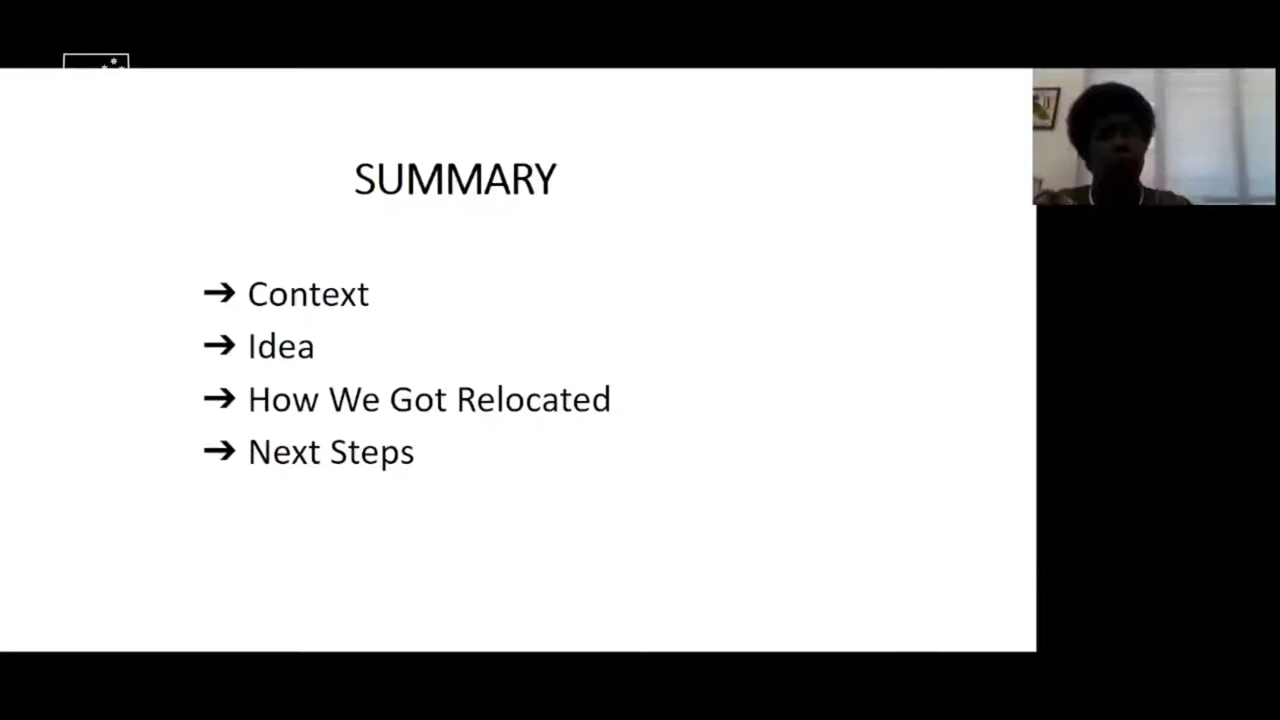 SUMMARY
➔ Context
➔ Idea
➔ How We Got Relocated
➔ Next Steps